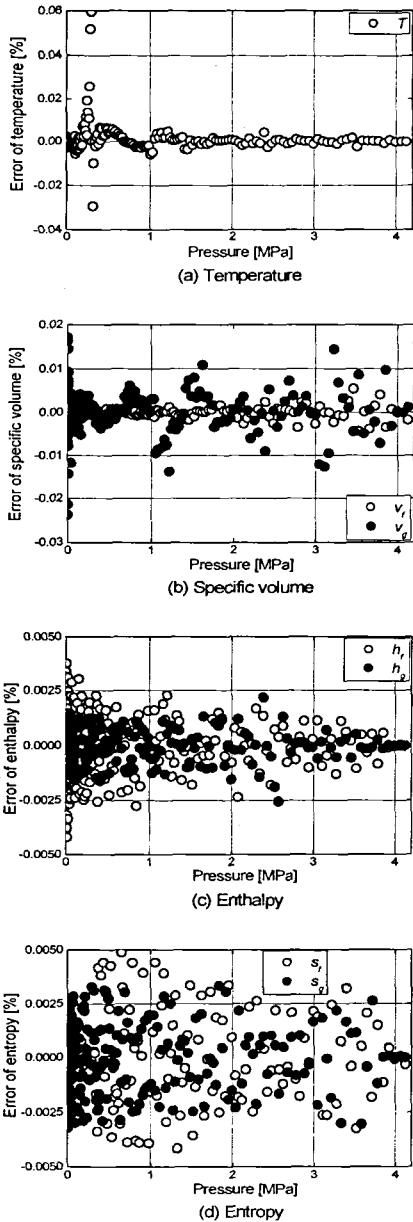 0.06
T
0.04
0.02
0.00
-0.02
-0.04
Error of temperature [%]
0 1 2 3 4
Pressure [MPa]
(a) Temperature
0.02
0.01
0.00
-0.01
-0.02
-0.03
Error of specific volume [%]
v_f
v_g
0 1 2 3 4
Pressure [MPa]
(b) Specific volume
0.0050
h_f
h_g
0.0025
0.0000
-0.0025
-0.0050
Error of enthalpy [%]
0 1 2 3 4
Pressure [MPa]
(c) Enthalpy
0.0050
s_f
s_g
0.0025
0.0000
-0.0025
-0.0050
Error of entropy [%]
0 1 2 3 4
Pressure [MPa]
(d) Entropy